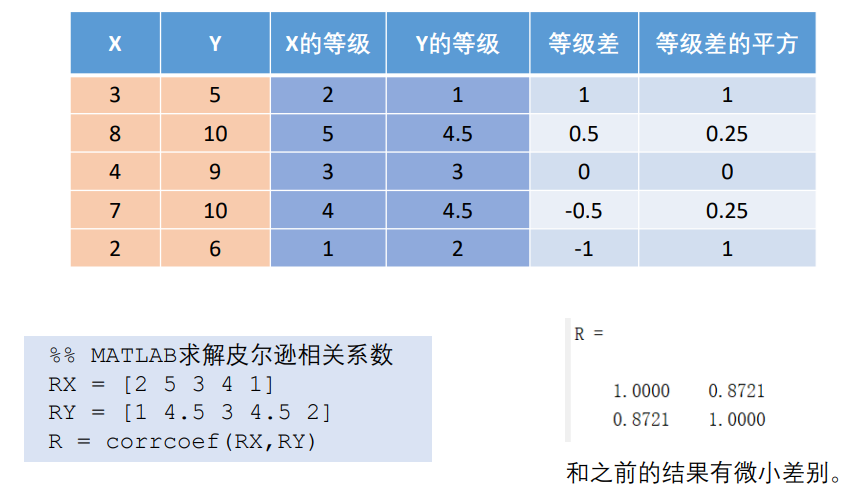 X Y X的等级 Y的等级 等级差 等级差的平方
3 5 2 1 1 1
8 10 5 4.5 0.5 0.25
4 9 3 3 0 0
7 10 4 4.5 -0.5 0.25
2 6 1 2 -1 1
%% MATLAB求解皮尔逊相关系数
RX = [2 5 3 4 1]
RY = [1 4.5 3 4.5 2]
R = corrcoef(RX,RY)
R =
1.0000 0.8721
0.8721 1.0000
和之前的结果有微小差别。